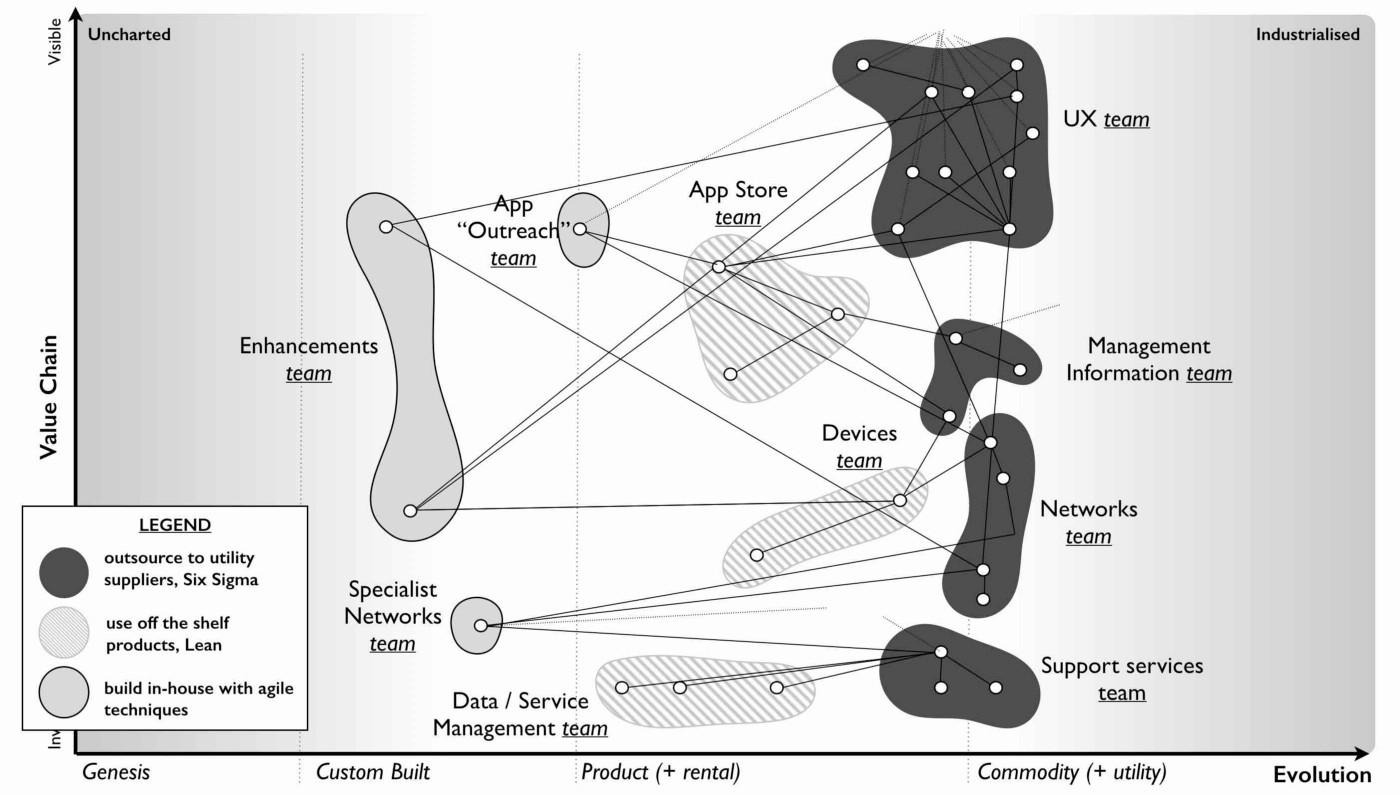 Visible
Uncharted
Industrialised
UX team
App Store
team
App
“Outreach”
team
Enhancements
team
Management
Information team
Value Chain
Devices
team
Networks
team
LEGEND
outsource to utility
suppliers, Six Sigma
use off the shelf
products, Lean
build in-house with agile
techniques
Specialist
Networks
team
Support services
team
Data / Service
Management team
Genesis
Custom Built
Product (+ rental)
Commodity (+ utility)
Evolution